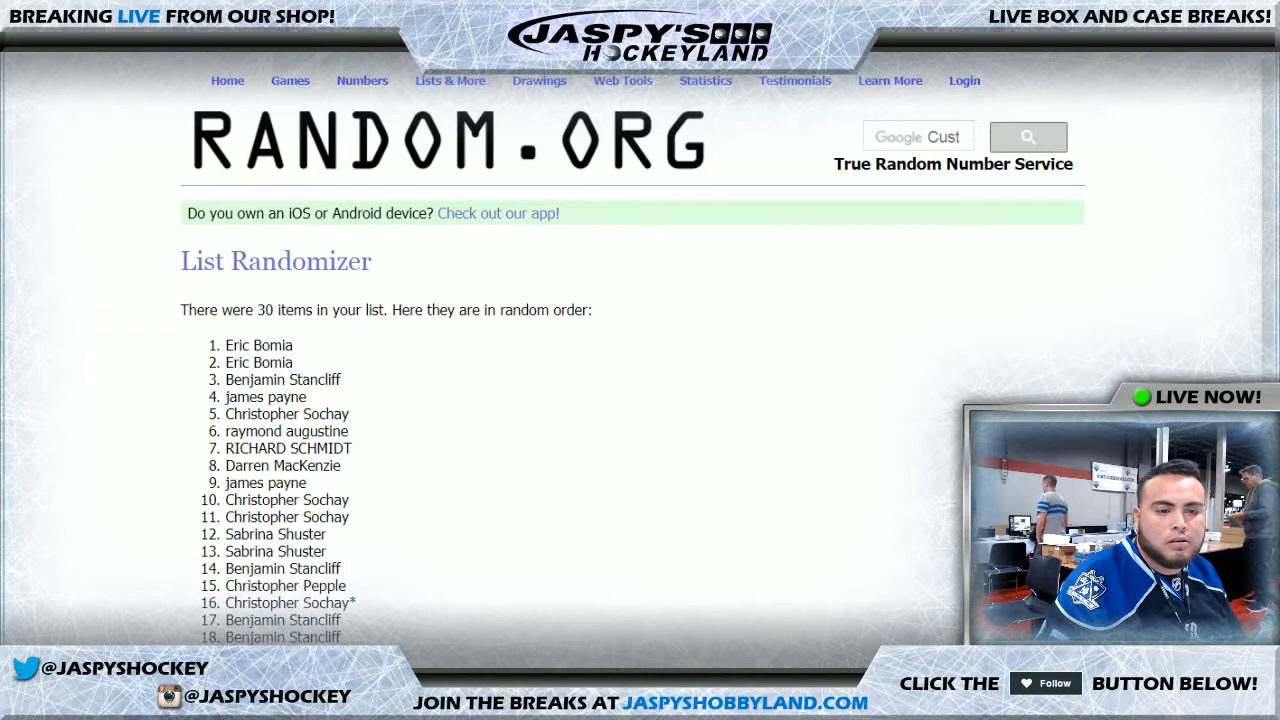 BREAKING LIVE FROM OUR SHOP!
JASPY'S
HOCKEYLAND
LIVE BOX AND CASE BREAKS!
Home Games Numbers Lists & More Drawings Web Tools Statistics Testimonials Learn More Login
RANDOM.ORG
Google Cust
True Random Number Service
Do you own an iOS or Android device? Check out our app!
List Randomizer
There were 30 items in your list. Here they are in random order:
1. Eric Bomia
2. Eric Bomia
3. Benjamin Stancliff
4. james payne
5. Christopher Sochay
6. raymond augustine
7. RICHARD SCHMIDT
8. Darren MacKenzie
9. james payne
10. Christopher Sochay
11. Christopher Sochay
12. Sabrina Shuster
13. Sabrina Shuster
14. Benjamin Stancliff
15. Christopher Pepple
16. Christopher Sochay*
17. Benjamin Stancliff
18. Benjamin Stancliff
LIVE NOW!
@JASPYSHOCKEY
@JASPYSHOCKEY
JOIN THE BREAKS AT JASPYSHOBBYLAND.COM
CLICK THE Follow BUTTON BELOW!